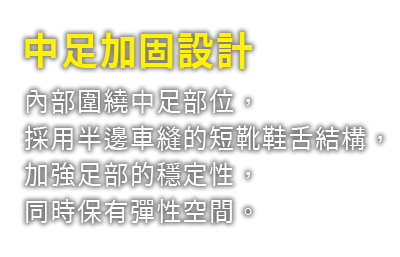 中足加固設計
內部圍繞中足部位，
採用半邊車縫的短靴鞋舌結構，
加強足部的穩定性，
同時保有彈性空間。